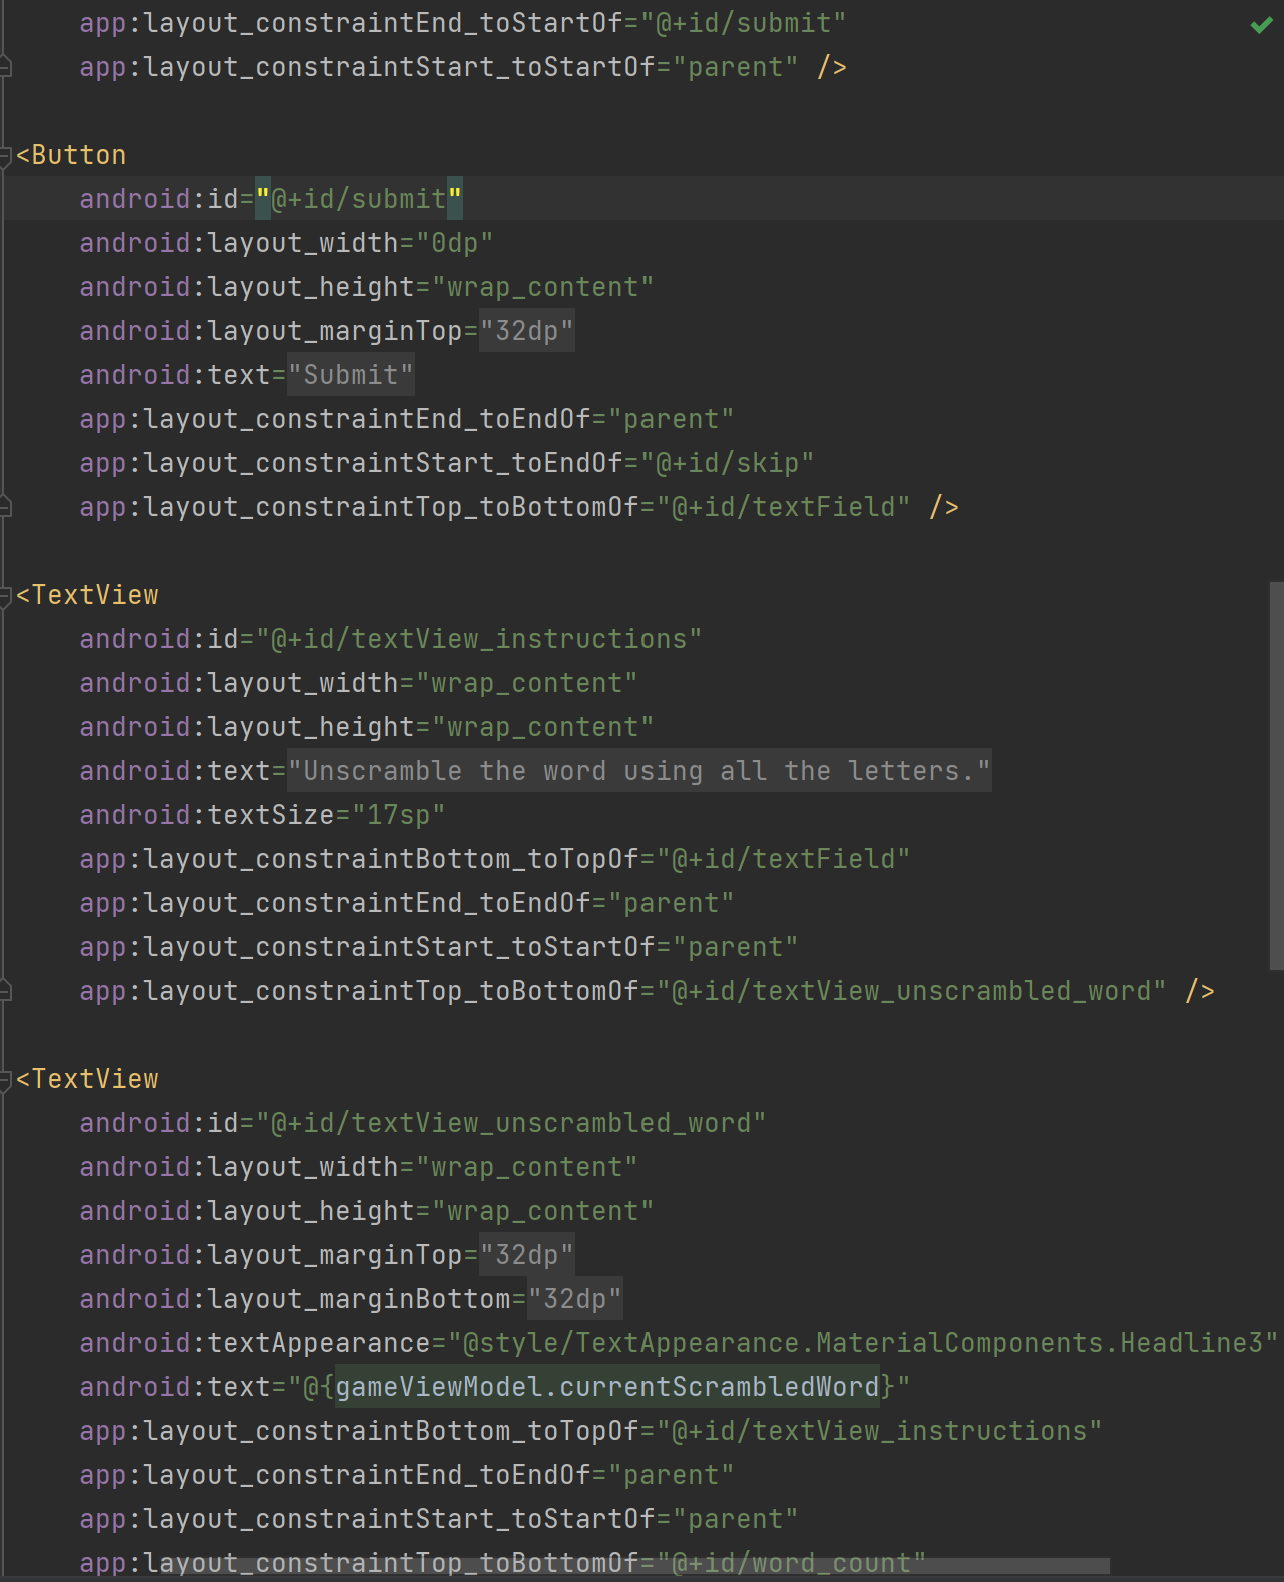 app:layout_constraintEnd_toStartOf="@+id/submit"
app:layout_constraintStart_toStartOf="parent" />
<Button
android:id="@+id/submit"
android:layout_width="0dp"
android:layout_height="wrap_content"
android:layout_marginTop="32dp"
android:text="Submit"
app:layout_constraintEnd_toEndOf="parent"
app:layout_constraintStart_toEndOf="@+id/skip"
app:layout_constraintTop_toBottomOf="@+id/textField" />
<TextView
android:id="@+id/textView_instructions"
android:layout_width="wrap_content"
android:layout_height="wrap_content"
android:text="Unscramble the word using all the letters."
android:textSize="17sp"
app:layout_constraintBottom_toTopOf="@+id/textField"
app:layout_constraintEnd_toEndOf="parent"
app:layout_constraintStart_toStartOf="parent"
app:layout_constraintTop_toBottomOf="@+id/textView_unscrambled_word" />
<TextView
android:id="@+id/textView_unscrambled_word"
android:layout_width="wrap_content"
android:layout_height="wrap_content"
android:layout_marginTop="32dp"
android:layout_marginBottom="32dp"
android:textAppearance="@style/TextAppearance.MaterialComponents.Headline3"
android:text="@{gameViewModel.currentScrambledWord}"
app:layout_constraintBottom_toTopOf="@+id/textView_instructions"
app:layout_constraintEnd_toEndOf="parent"
app:layout_constraintStart_toStartOf="parent"
app:layout_constraintTop_toBottomOf="@+id/word_count"